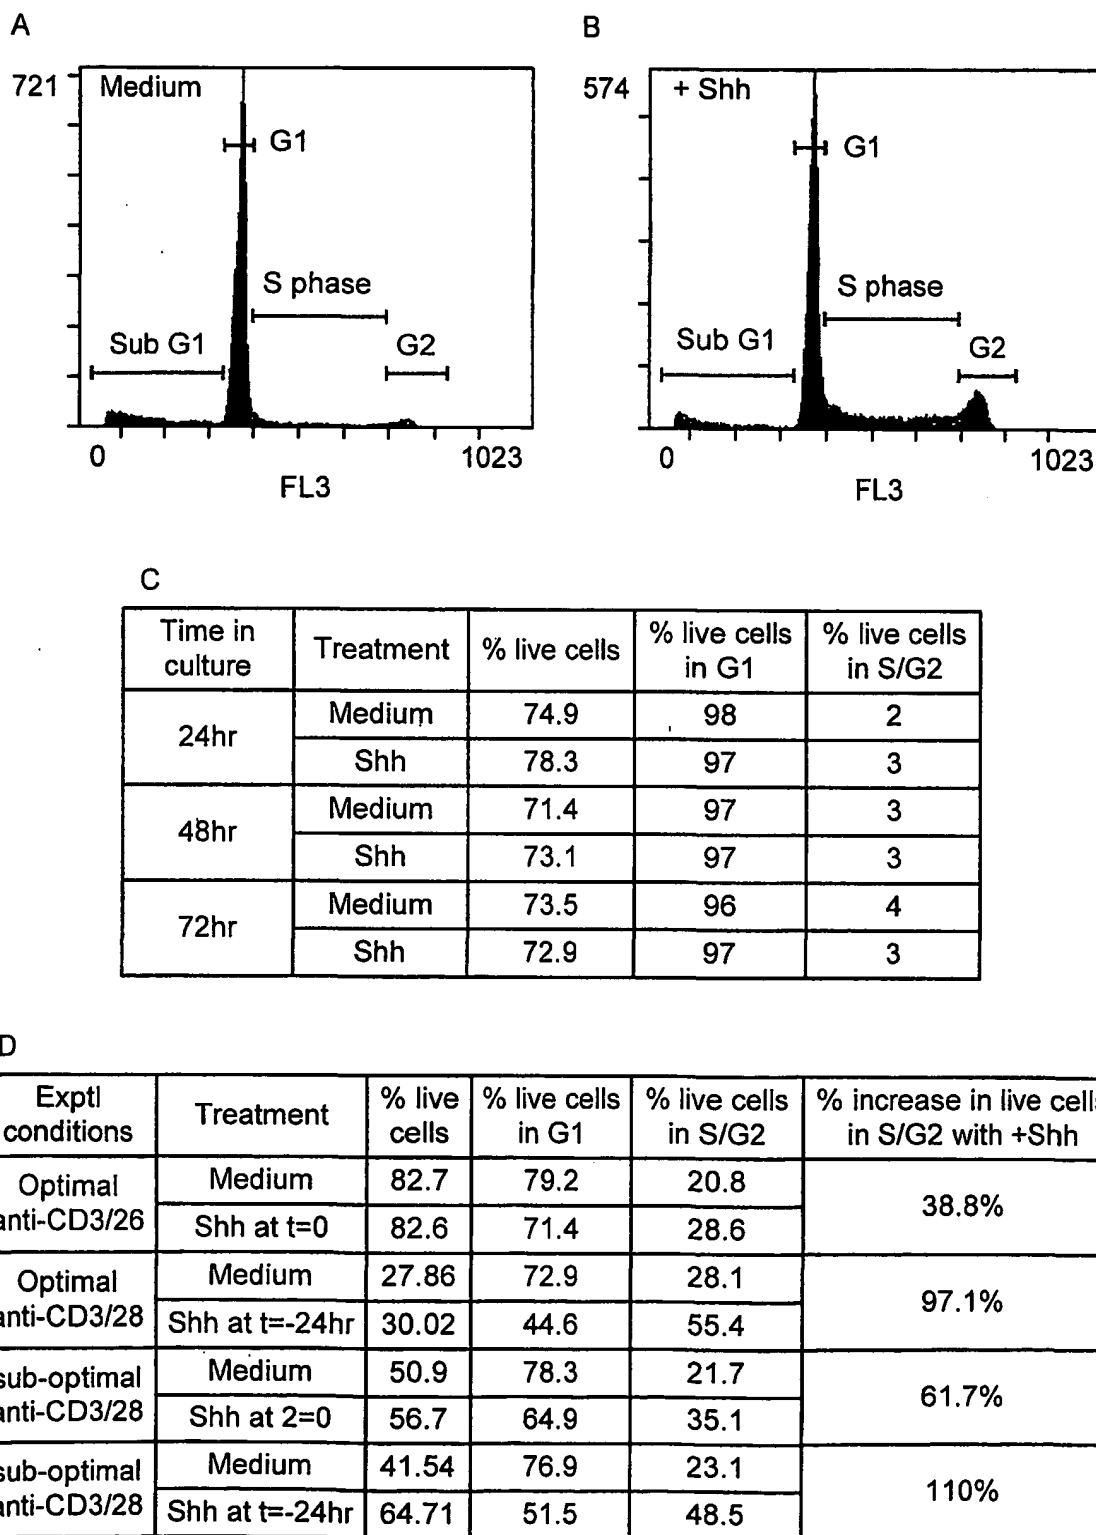 A
721
Medium
G1
S phase
Sub G1
G2
0
1023
FL3
B
574
+ Shh
G1
S phase
Sub G1
G2
0
1023
FL3
C
Time in culture | Treatment | % live cells | % live cells in G1 | % live cells in S/G2
24hr | Medium | 74.9 | 98 | 2
Shh | 78.3 | 97 | 3
48hr | Medium | 71.4 | 97 | 3
Shh | 73.1 | 97 | 3
72hr | Medium | 73.5 | 96 | 4
Shh | 72.9 | 97 | 3
D
Exptl conditions | Treatment | % live cells | % live cells in G1 | % live cells in S/G2 | % increase in live cells in S/G2 with +Shh
Optimal anti-CD3/26 | Medium | 82.7 | 79.2 | 20.8 | 38.8%
Shh at t=0 | 82.6 | 71.4 | 28.6
Optimal anti-CD3/28 | Medium | 27.86 | 72.9 | 28.1 | 97.1%
Shh at t=-24hr | 30.02 | 44.6 | 55.4
sub-optimal anti-CD3/28 | Medium | 50.9 | 78.3 | 21.7 | 61.7%
Shh at 2=0 | 56.7 | 64.9 | 35.1
sub-optimal anti-CD3/28 | Medium | 41.54 | 76.9 | 23.1 | 110%
Shh at t=-24hr | 64.71 | 51.5 | 48.5